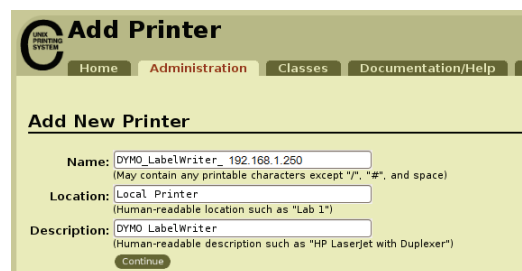 UNIX
PRINTING
SYSTEM
Add Printer
Home Administration Classes Documentation/Help
Add New Printer
Name: DYMO_LabelWriter_ 192.168.1.250
(May contain any printable characters except "/", "#", and space)
Location: Local Printer
(Human-readable location such as "Lab 1")
Description: DYMO LabelWriter
(Human-readable description such as "HP LaserJet with Duplexer")
Continue